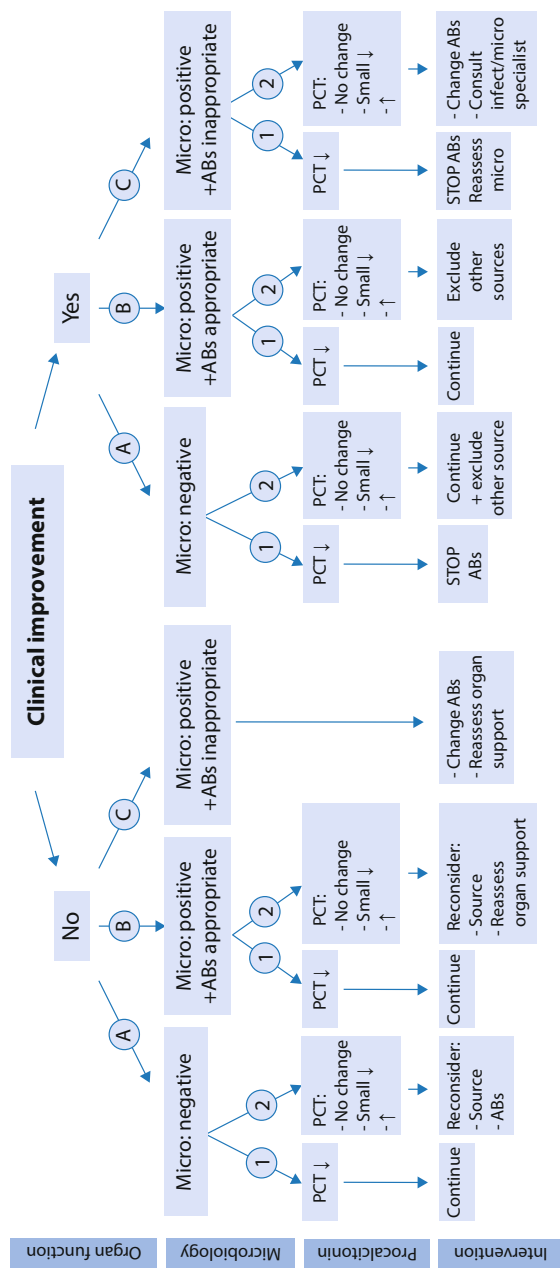 Clinical improvement
Organ function
No
Yes
A
B
C
A
B
C
Microbiology
Micro: negative
Micro: positive
+ABs appropriate
Micro: positive
+ABs inappropriate
Micro: negative
Micro: positive
+ABs appropriate
Micro: positive
+ABs inappropriate
1
2
1
2
1
2
1
2
1
2
Procalcitonin
PCT ↓
PCT:
- No change
- Small ↓
- ↑
PCT ↓
PCT:
- No change
- Small ↓
- ↑
PCT ↓
PCT:
- No change
- Small ↓
- ↑
PCT ↓
PCT:
- No change
- Small ↓
- ↑
PCT ↓
PCT:
- No change
- Small ↓
- ↑
Intervention
Continue
Reconsider:
- Source
- ABs
Continue
Reconsider:
- Source
- Reassess
organ support
- Change ABs
- Reassess organ
support
STOP
ABs
Continue
+ exclude
other source
Continue
Exclude
other
sources
STOP ABs
Reassess
micro
- Change ABs
- Consult
infect/micro
specialist